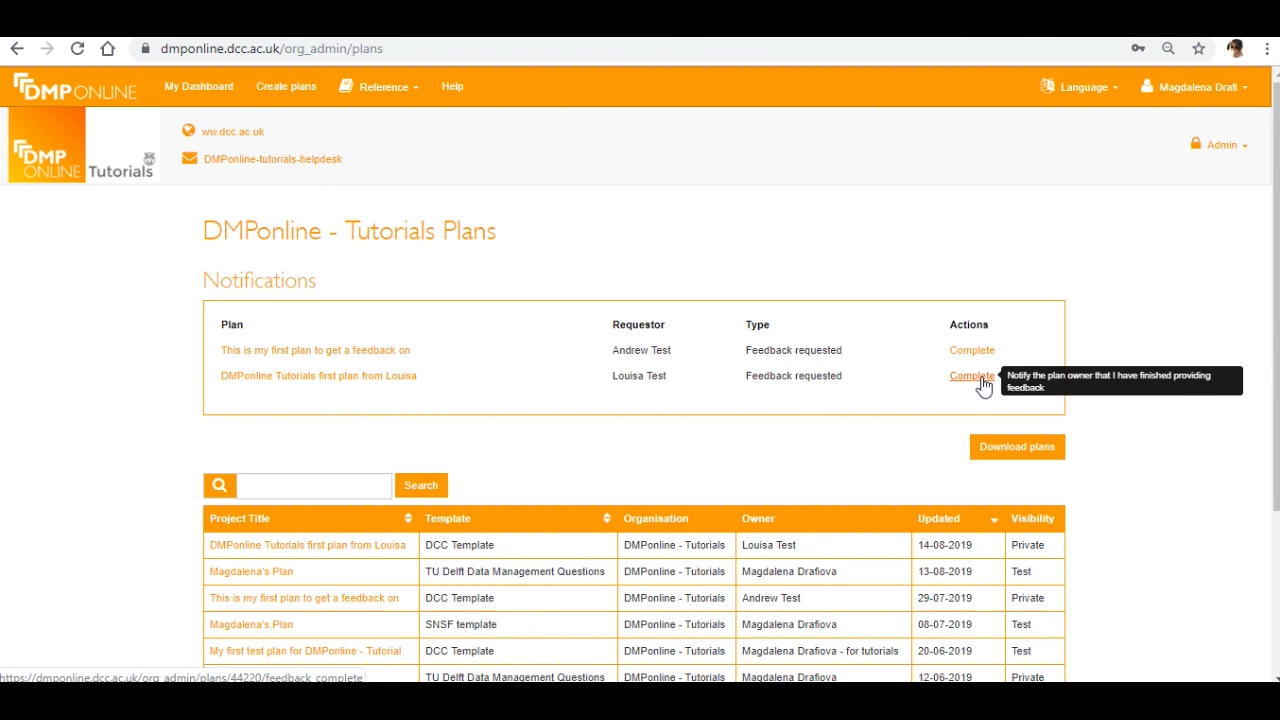 dmponline.dcc.ac.uk/org_admin/plans
DMPONLINE My Dashboard Create plans Reference Help Language Magdalena Drafi
DMP ONLINE Tutorials
ww.dcc.ac.uk
DMPonline-tutorials-helpdesk
Admin
DMPonline - Tutorials Plans
Notifications
Plan Requestor Type Actions
This is my first plan to get a feedback on Andrew Test Feedback requested Complete
DMPonline Tutorials first plan from Louisa Louisa Test Feedback requested Complete
Notify the plan owner that I have finished providing
feedback
Download plans
Search
Project Title Template Organisation Owner Updated Visibility
DMPonline Tutorials first plan from Louisa DCC Template DMPonline - Tutorials Louisa Test 14-08-2019 Private
Magdalena's Plan TU Delft Data Management Questions DMPonline - Tutorials Magdalena Drafiova 13-08-2019 Test
This is my first plan to get a feedback on DCC Template DMPonline - Tutorials Andrew Test 29-07-2019 Private
Magdalena's Plan SNSF template DMPonline - Tutorials Magdalena Drafiova 08-07-2019 Test
My first test plan for DMPonline - Tutorial DCC Template DMPonline - Tutorials Magdalena Drafiova - for tutorials 20-06-2019 Test
TU Delft Data Management Questions DMPonline - Tutorials Magdalena Drafiova 12-06-2019 Private
https://dmponline.dcc.ac.uk/org_admin/plans/44220/feedback_complete